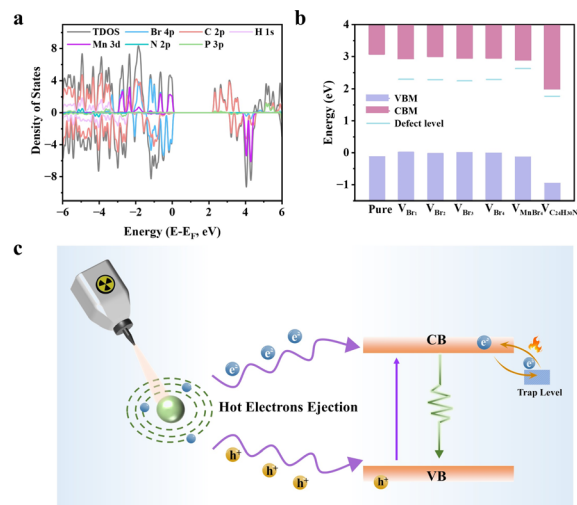 a
TDOS Br 4p C 2p H 1s
Mn 3d N 2p P 3p
Density of States
8
4
0
-4
-8
-6 -4 -2 0 2 4 6
Energy (E-EF, eV)
b
Energy (eV)
4
3
2
1
0
-1
VBM
CBM
Defect level
Pure VBr1 VBr2 VBr3 VBr4 VMnBr4 VC24H30N
c
e- e- e-
Hot Electrons Ejection
h+ h+ h+
CB
e-
e-
Trap Level
h+
VB